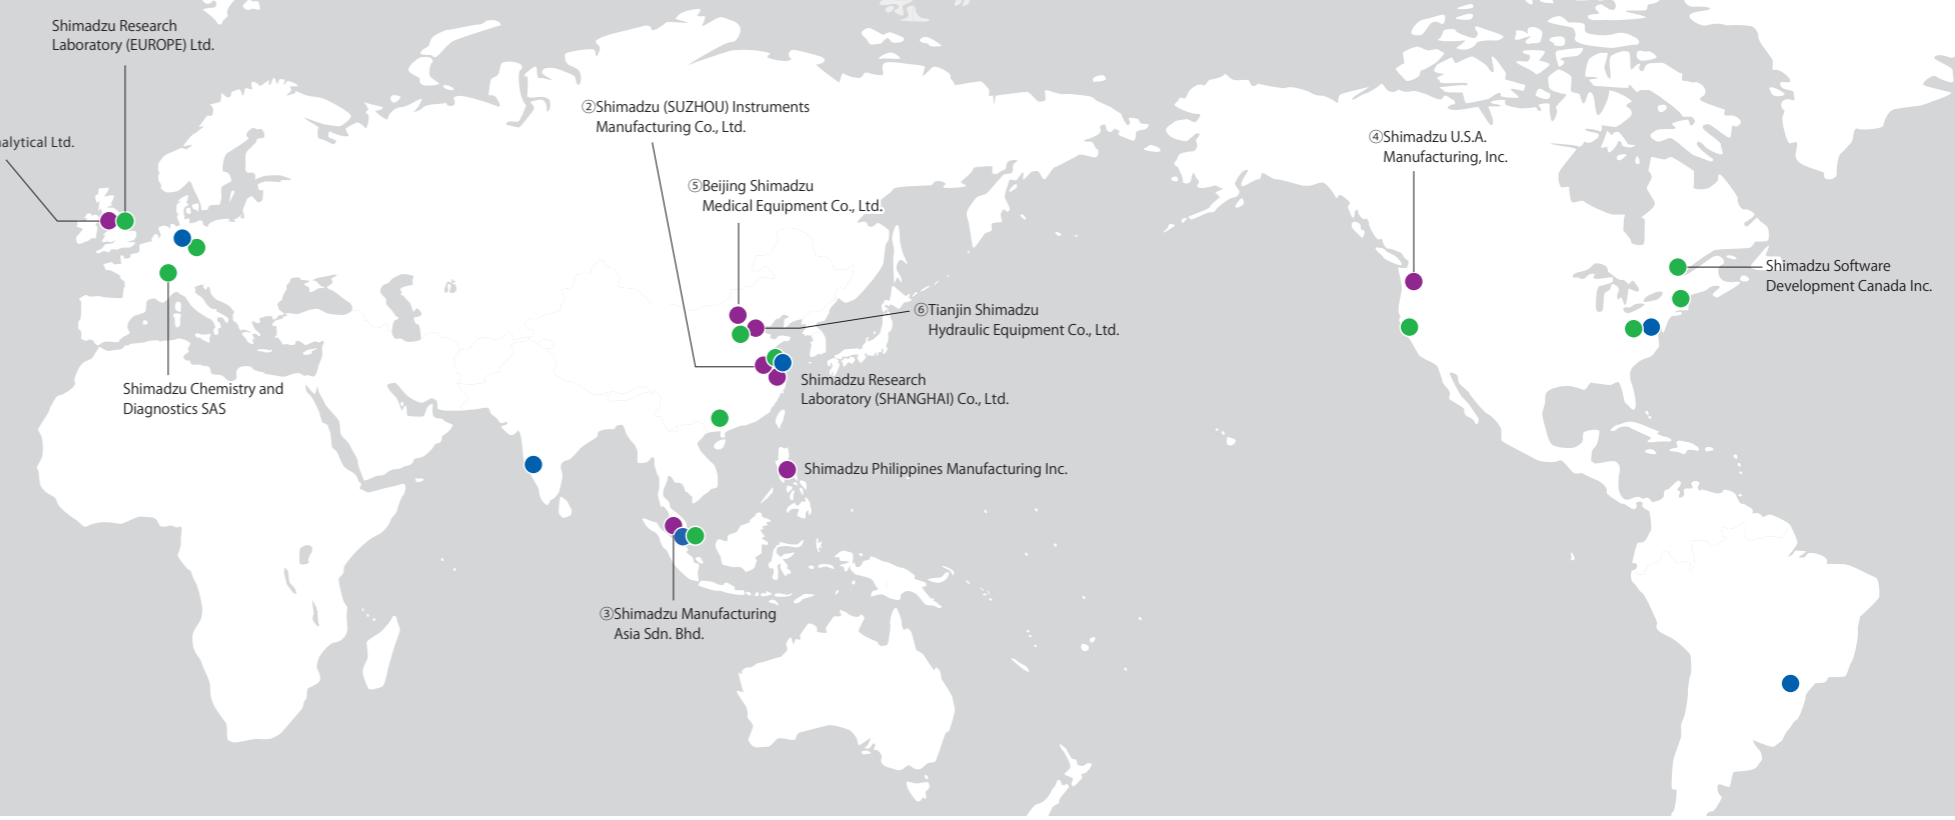 Shimadzu Research
Laboratory (EUROPE) Ltd.
alytical Ltd.
②Shimadzu (SUZHOU) Instruments
Manufacturing Co., Ltd.
⑤Beijing Shimadzu
Medical Equipment Co., Ltd.
④Shimadzu U.S.A.
Manufacturing, Inc.
Shimadzu Software
Development Canada Inc.
⑥Tianjin Shimadzu
Hydraulic Equipment Co., Ltd.
Shimadzu Chemistry and
Diagnostics SAS
Shimadzu Research
Laboratory (SHANGHAI) Co., Ltd.
Shimadzu Philippines Manufacturing Inc.
③Shimadzu Manufacturing
Asia Sdn. Bhd.